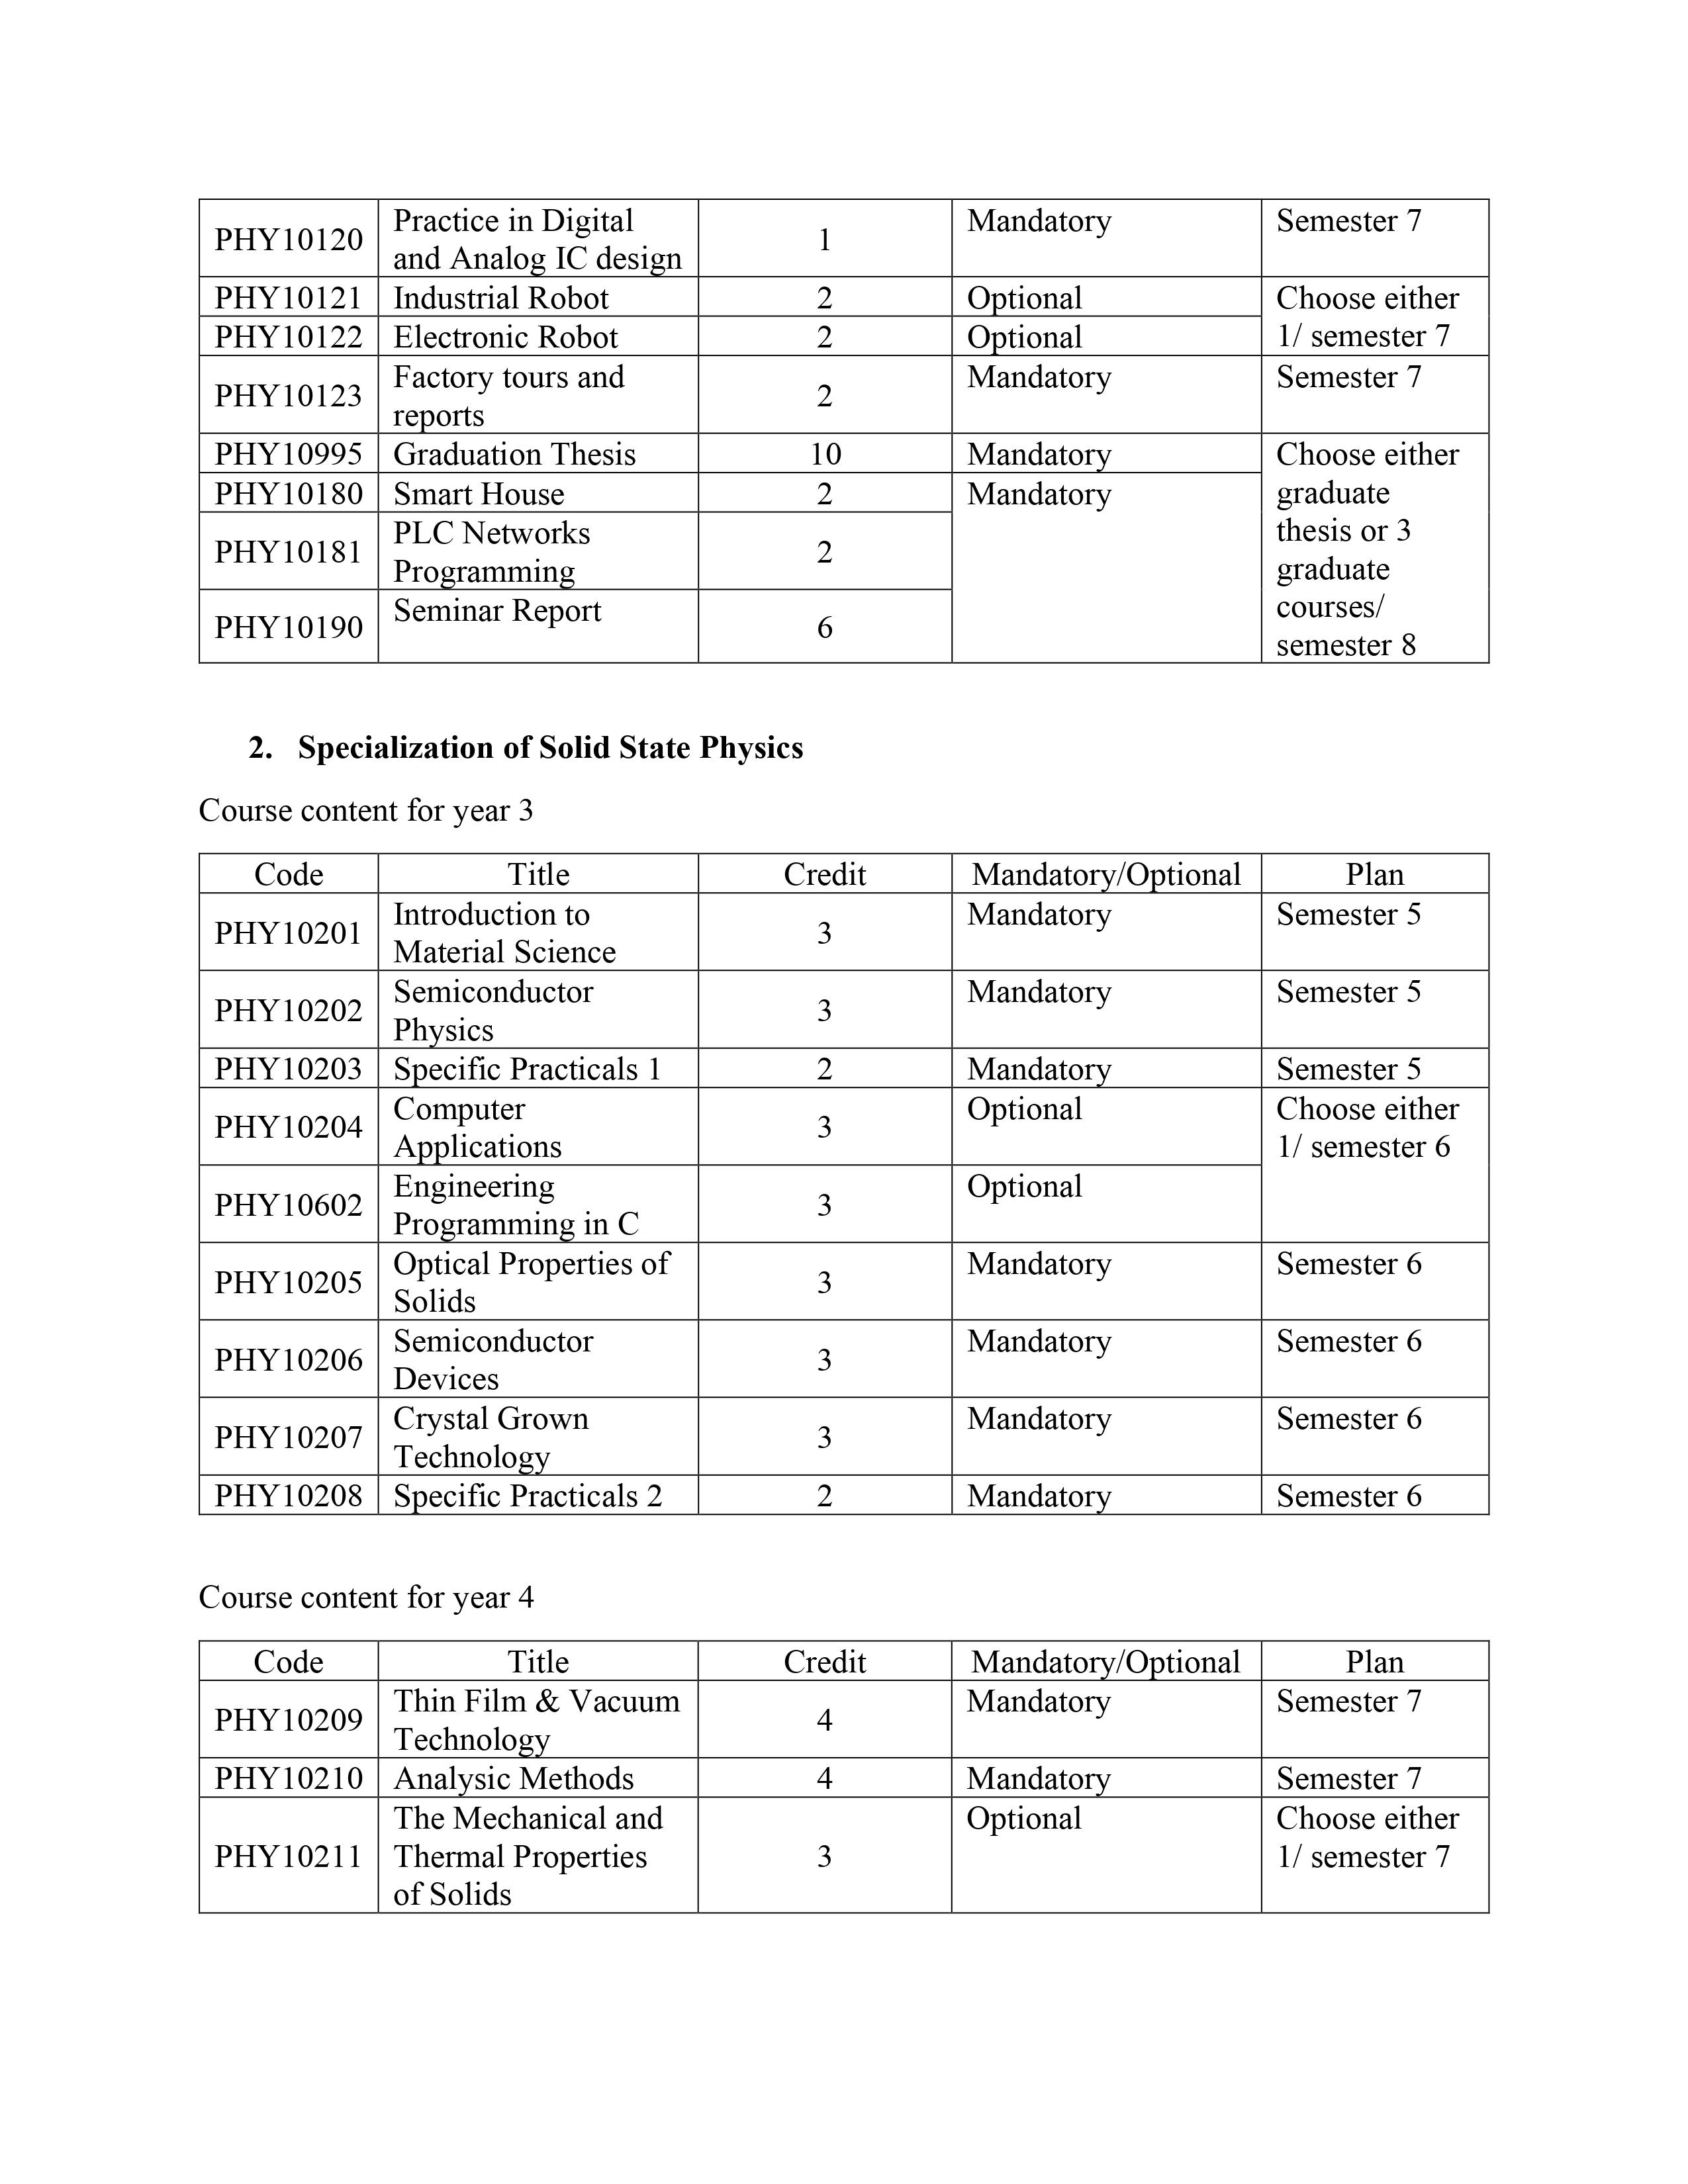 PHY10120 Practice in Digital and Analog IC design 1 Mandatory Semester 7
PHY10121 Industrial Robot 2 Optional Choose either 1/ semester 7
PHY10122 Electronic Robot 2 Optional
PHY10123 Factory tours and reports 2 Mandatory Semester 7
PHY10995 Graduation Thesis 10 Mandatory Choose either graduate thesis or 3 graduate courses/ semester 8
PHY10180 Smart House 2 Mandatory
PHY10181 PLC Networks Programming 2
PHY10190 Seminar Report 6
2. Specialization of Solid State Physics
Course content for year 3
Code Title Credit Mandatory/Optional Plan
PHY10201 Introduction to Material Science 3 Mandatory Semester 5
PHY10202 Semiconductor Physics 3 Mandatory Semester 5
PHY10203 Specific Practicals 1 2 Mandatory Semester 5
PHY10204 Computer Applications 3 Optional Choose either 1/ semester 6
PHY10602 Engineering Programming in C 3 Optional
PHY10205 Optical Properties of Solids 3 Mandatory Semester 6
PHY10206 Semiconductor Devices 3 Mandatory Semester 6
PHY10207 Crystal Grown Technology 3 Mandatory Semester 6
PHY10208 Specific Practicals 2 2 Mandatory Semester 6
Course content for year 4
Code Title Credit Mandatory/Optional Plan
PHY10209 Thin Film & Vacuum Technology 4 Mandatory Semester 7
PHY10210 Analysic Methods 4 Mandatory Semester 7
PHY10211 The Mechanical and Thermal Properties of Solids 3 Optional Choose either 1/ semester 7